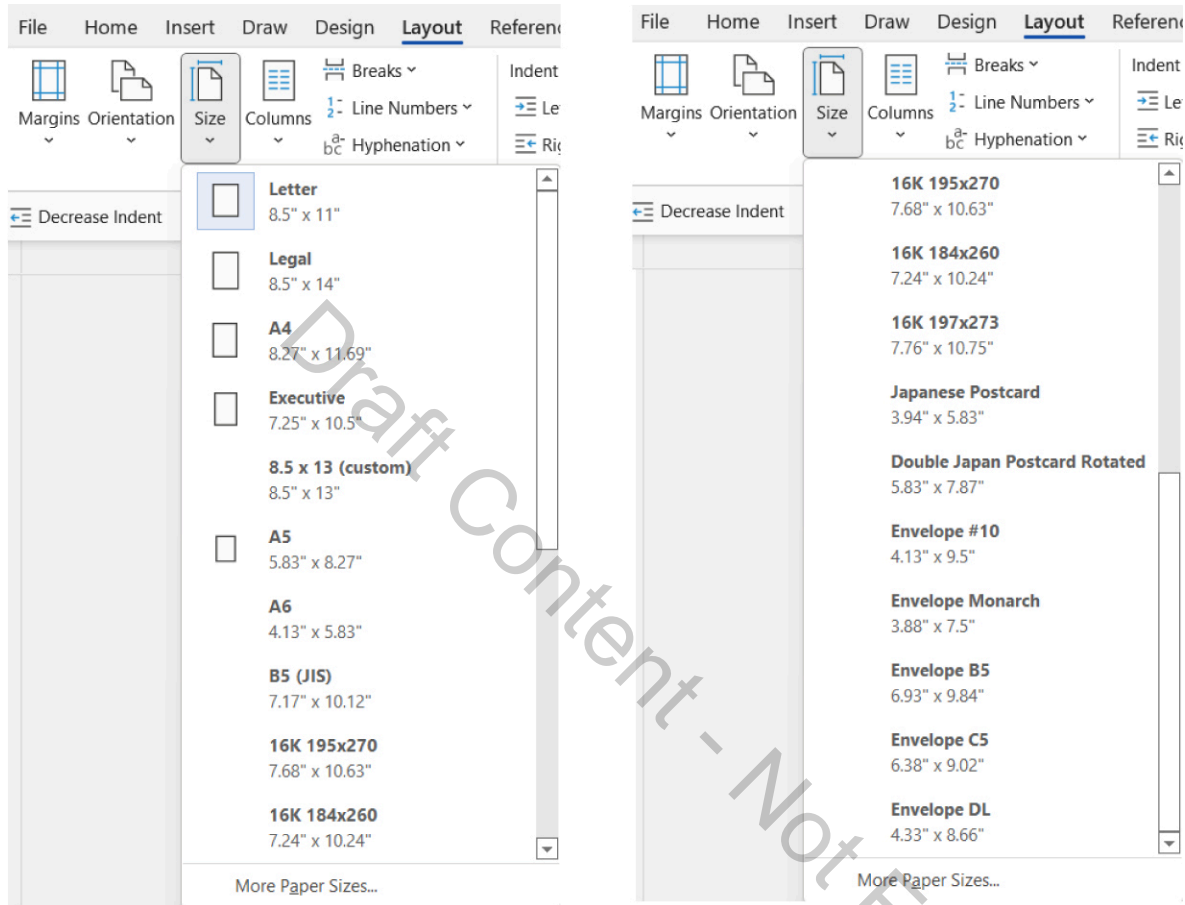 File Home Insert Draw Design Layout
Margins Orientation Size Columns
Breaks
Line Numbers
Hyphenation
Indent
Decrease Indent
Letter
8.5" x 11"
Legal
8.5" x 14"
A4
8.27" x 11.69"
Executive
7.25" x 10.5"
8.5 x 13 (custom)
8.5" x 13"
A5
5.83" x 8.27"
A6
4.13" x 5.83"
B5 (JIS)
7.17" x 10.12"
16K 195x270
7.68" x 10.63"
16K 184x260
7.24" x 10.24"
More Paper Sizes...
File Home Insert Draw Design Layout
Margins Orientation Size Columns
Breaks
Line Numbers
Hyphenation
Indent
Decrease Indent
16K 195x270
7.68" x 10.63"
16K 184x260
7.24" x 10.24"
16K 197x273
7.76" x 10.75"
Japanese Postcard
3.94" x 5.83"
Double Japan Postcard Rotated
5.83" x 7.87"
Envelope #10
4.13" x 9.5"
Envelope Monarch
3.88" x 7.5"
Envelope B5
6.93" x 9.84"
Envelope C5
6.38" x 9.02"
Envelope DL
4.33" x 8.66"
More Paper Sizes...
Draft Content - Not